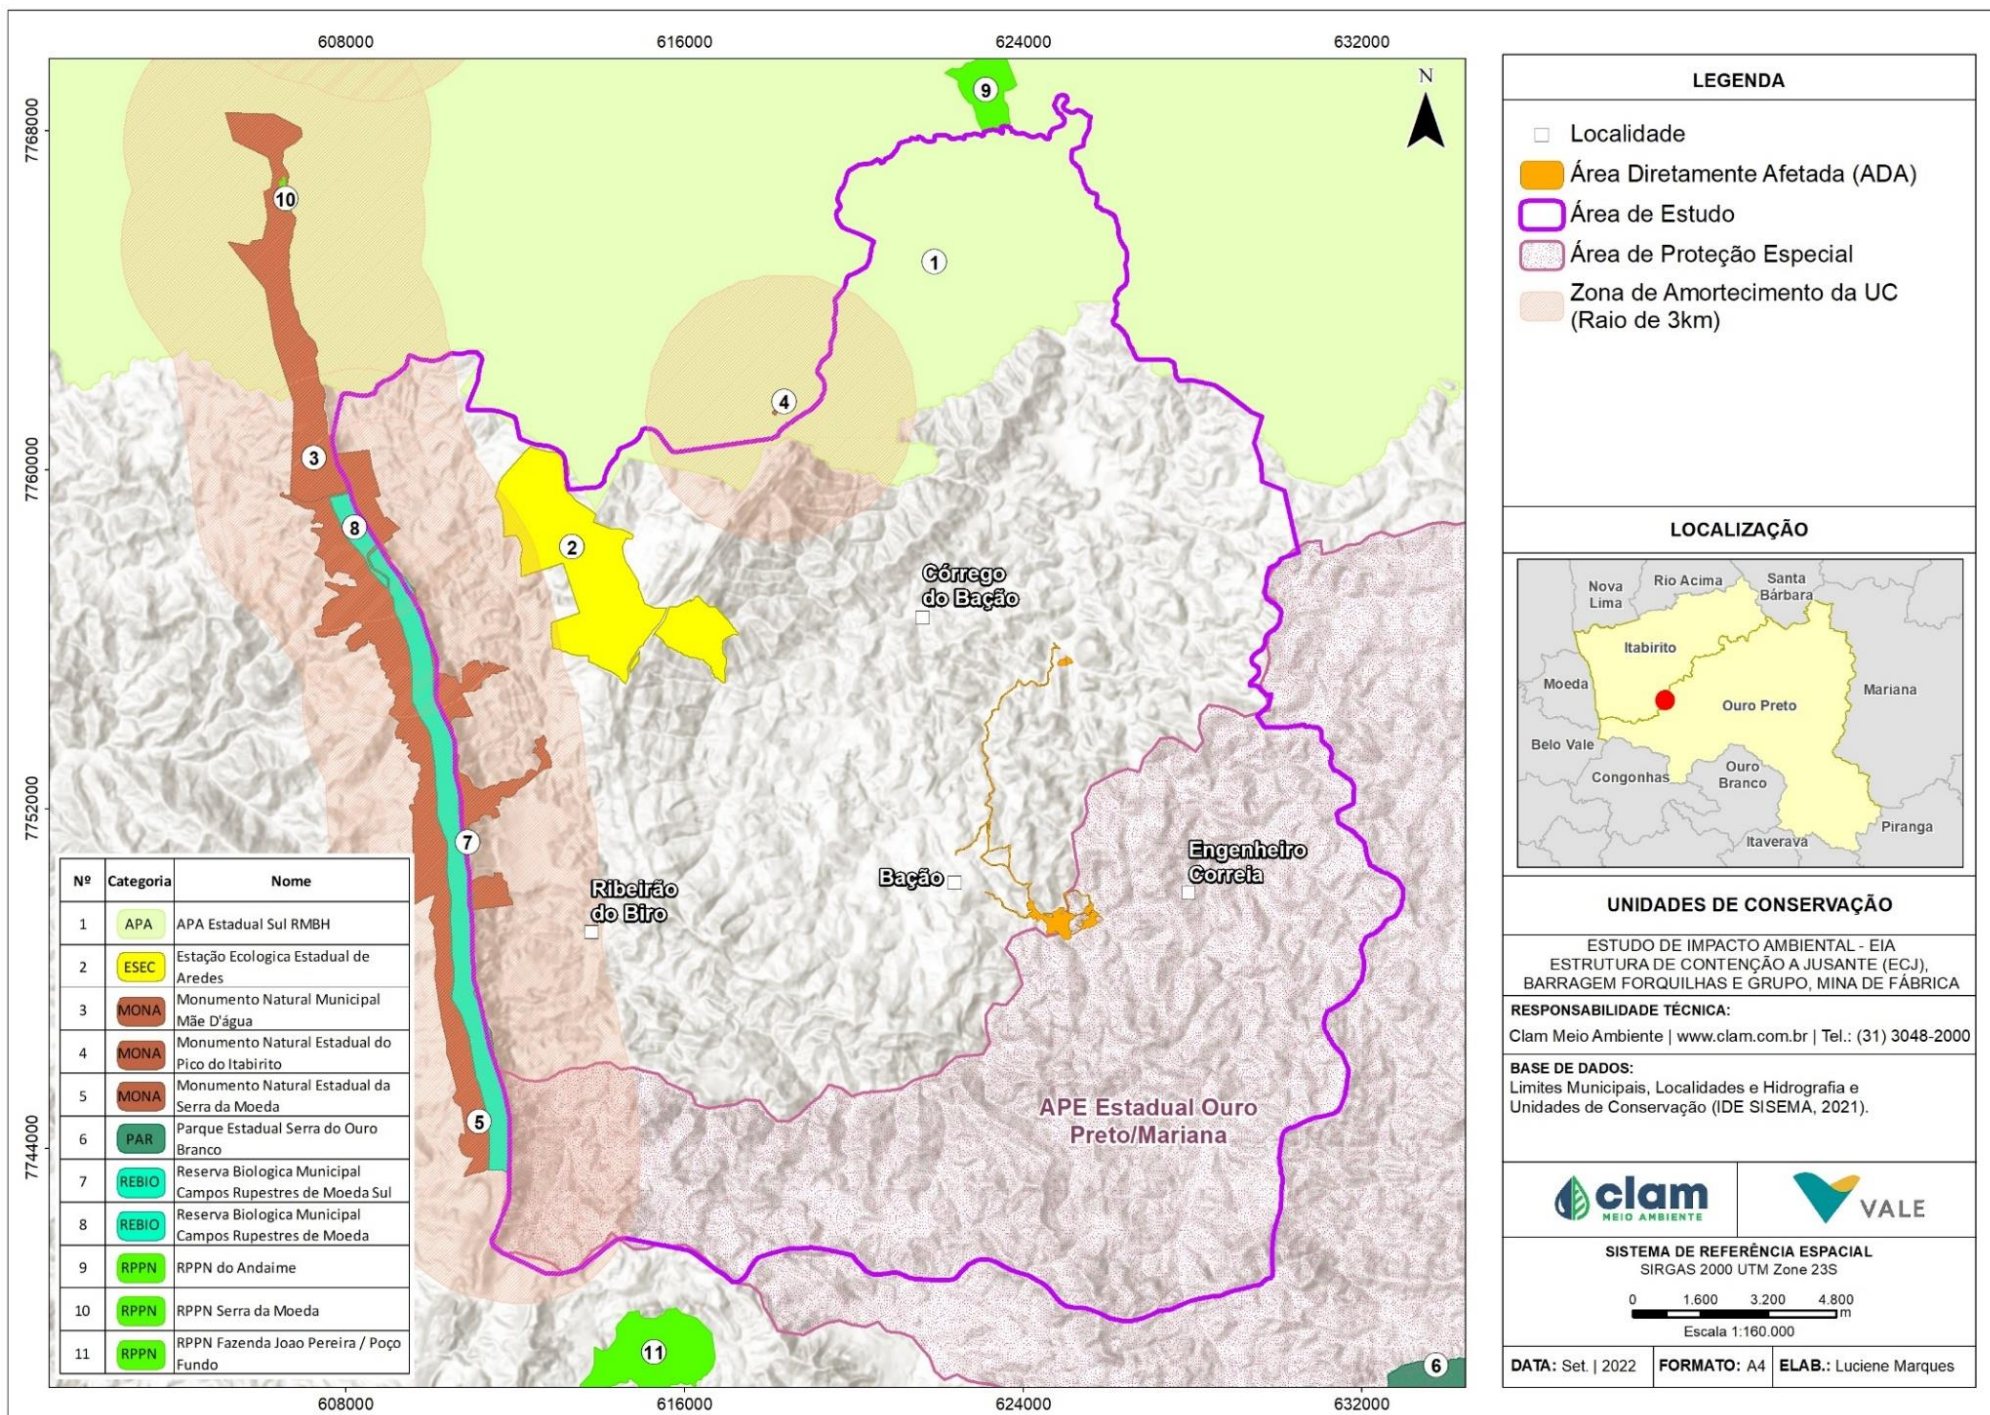 608000
616000
624000
632000
7768000
7760000
7752000
7744000
N
9
10
1
4
3
8
2
Córrego
do Bação
7
Bação
Engenheiro
Correia
Ribeirão
do Biro
APE Estadual Ouro
Preto/Mariana
5
11
6
Nº Categoria Nome
1 APA APA Estadual Sul RMBH
2 ESEC Estação Ecologica Estadual de
Aredes
3 MONA Monumento Natural Municipal
Mãe D'água
4 MONA Monumento Natural Estadual do
Pico do Itabirito
5 MONA Monumento Natural Estadual da
Serra da Moeda
6 PAR Parque Estadual Serra do Ouro
Branco
7 REBIO Reserva Biologica Municipal
Campos Rupestres de Moeda Sul
8 REBIO Reserva Biologica Municipal
Campos Rupestres de Moeda
9 RPPN RPPN do Andaime
10 RPPN RPPN Serra da Moeda
11 RPPN RPPN Fazenda Joao Pereira / Poço
Fundo
608000
616000
624000
632000
LEGENDA
Localidade
Área Diretamente Afetada (ADA)
Área de Estudo
Área de Proteção Especial
Zona de Amortecimento da UC
(Raio de 3km)
LOCALIZAÇÃO
Nova
Lima
Rio Acima
Santa
Bárbara
Itabirito
Moeda
Mariana
Ouro Preto
Belo Vale
Congonhas
Ouro
Branco
Piranga
Itaverava
UNIDADES DE CONSERVAÇÃO
ESTUDO DE IMPACTO AMBIENTAL - EIA
ESTRUTURA DE CONTENÇÃO A JUSANTE (ECJ),
BARRAGEM FORQUILHAS E GRUPO, MINA DE FÁBRICA
RESPONSABILIDADE TÉCNICA:
Clam Meio Ambiente | www.clam.com.br | Tel.: (31) 3048-2000
BASE DE DADOS:
Limites Municipais, Localidades e Hidrografia e
Unidades de Conservação (IDE SISEMA, 2021).
clam
MEIO AMBIENTE
VALE
SISTEMA DE REFERÊNCIA ESPACIAL
SIRGAS 2000 UTM Zone 23S
0 1.600 3.200 4.800
m
Escala 1:160.000
DATA: Set. | 2022 FORMATO: A4 ELAB.: Luciene Marques